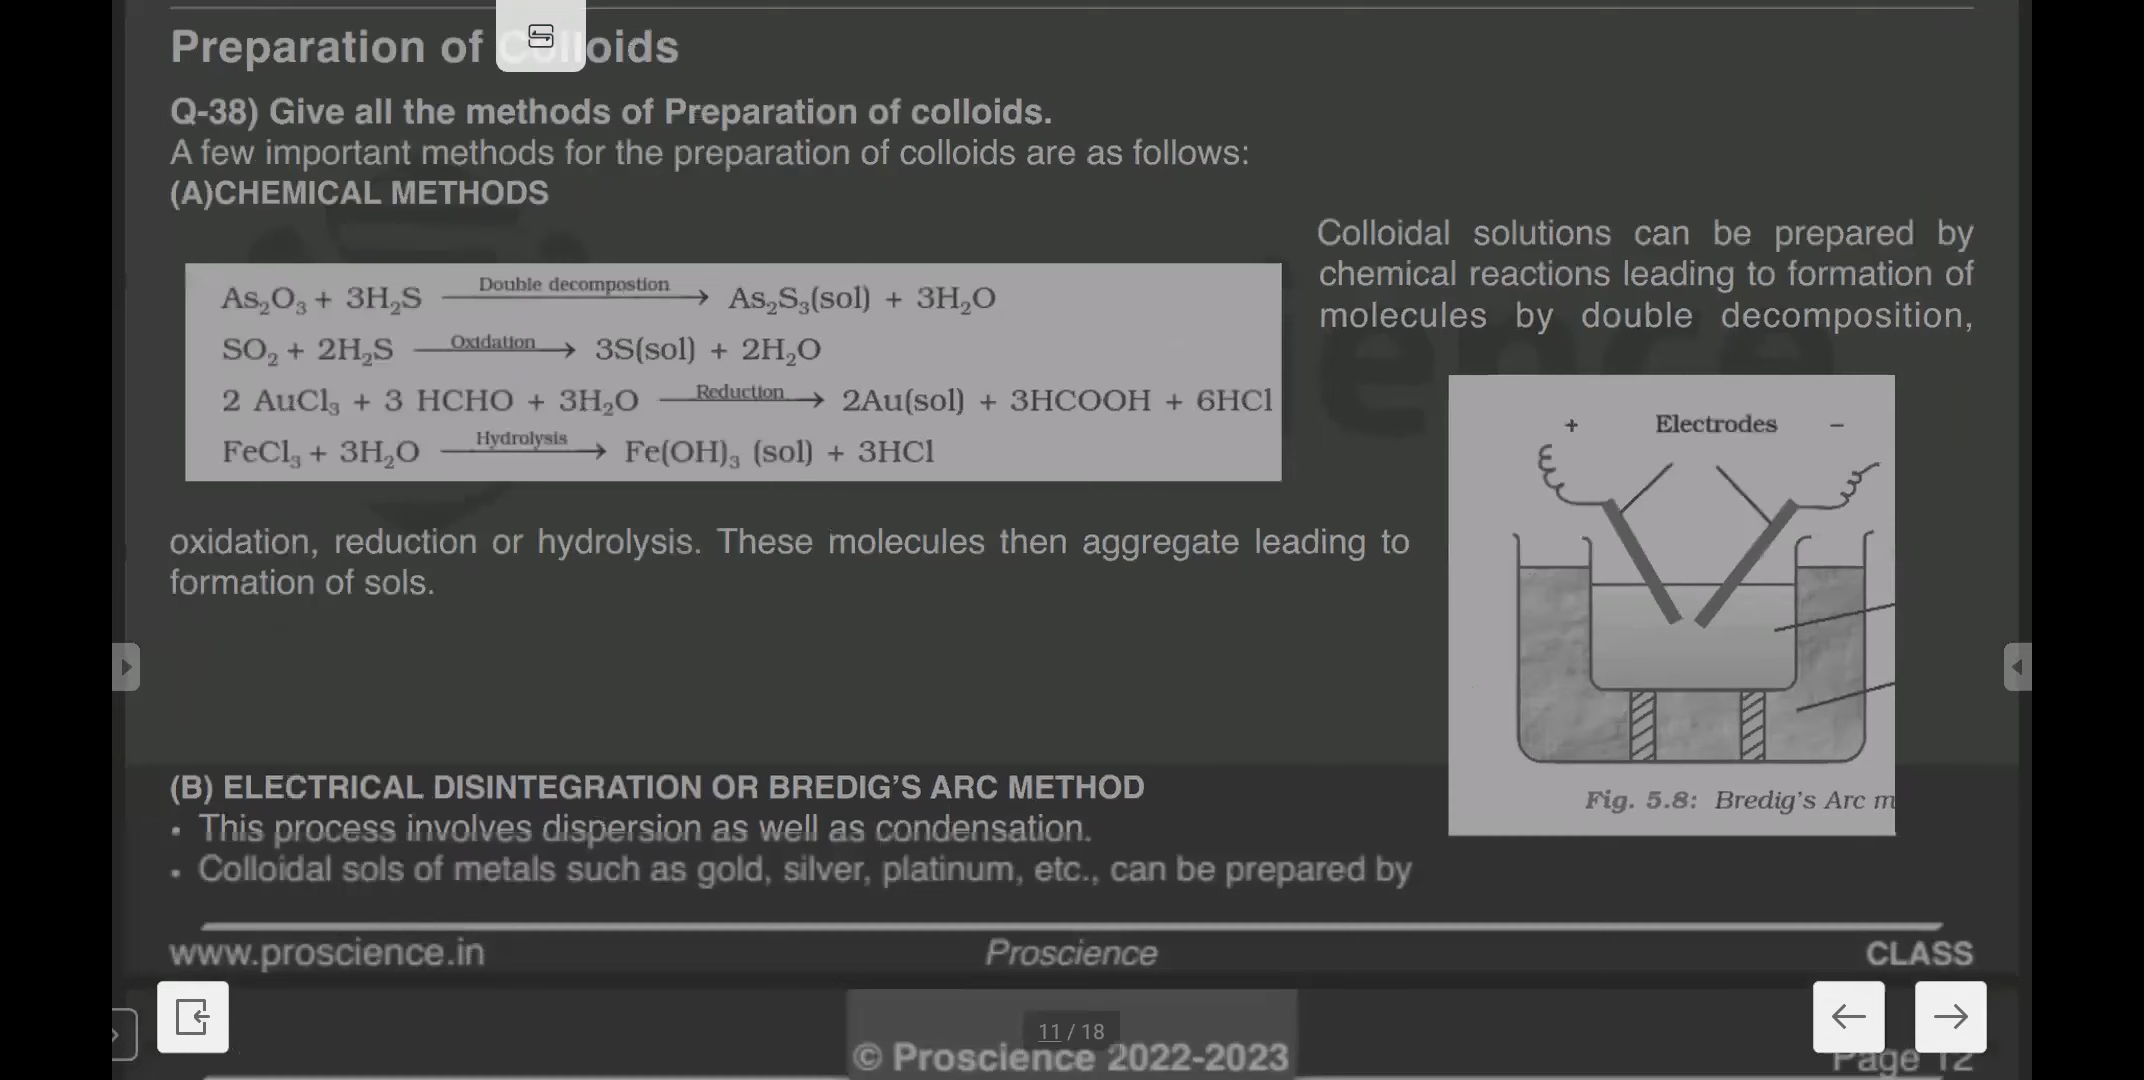 Preparation of Colloids
Q-38) Give all the methods of Preparation of colloids.
A few important methods for the preparation of colloids are as follows:
(A)CHEMICAL METHODS
Colloidal solutions can be prepared by
chemical reactions leading to formation of
molecules by double decomposition,
As₂O₃ + 3H₂S Double decompostion → As₂S₃(sol) + 3H₂O
SO₂ + 2H₂S Oxidation → 3S(sol) + 2H₂O
2 AuCl₃ + 3 HCHO + 3H₂O Reduction → 2Au(sol) + 3HCOOH + 6HCl
FeCl₃ + 3H₂O Hydrolysis → Fe(OH)₃ (sol) + 3HCl
+ Electrodes −
oxidation, reduction or hydrolysis. These molecules then aggregate leading to
formation of sols.
Fig. 5.8: Bredig's Arc m
(B) ELECTRICAL DISINTEGRATION OR BREDIG’S ARC METHOD
• This process involves dispersion as well as condensation.
• Colloidal sols of metals such as gold, silver, platinum, etc., can be prepared by
www.proscience.in Proscience CLASS
11 / 18
© Proscience 2022-2023 Page 12